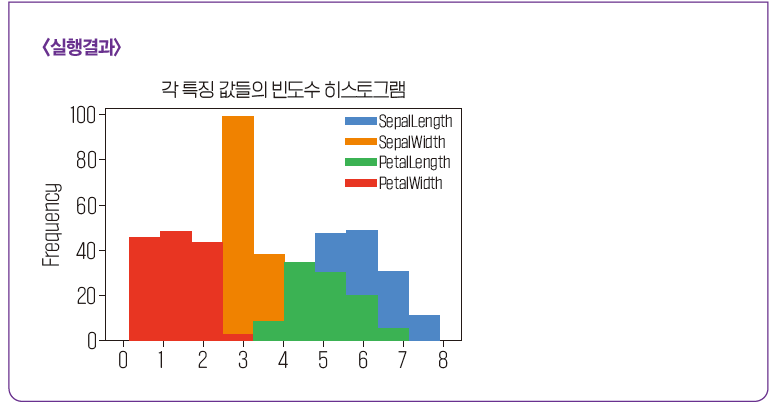 〈실행결과〉
각 특징 값들의 빈도수 히스토그램
100
80
60
40
20
0
Frequency
SepalLength
SepalWidth
PetalLength
PetalWidth
0 1 2 3 4 5 6 7 8